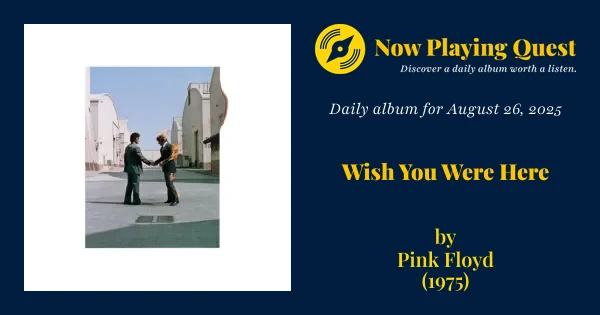 Now Playing Quest
Discover a daily album worth a listen.
Daily album for August 26, 2025
Wish You Were Here
by
Pink Floyd
(1975)